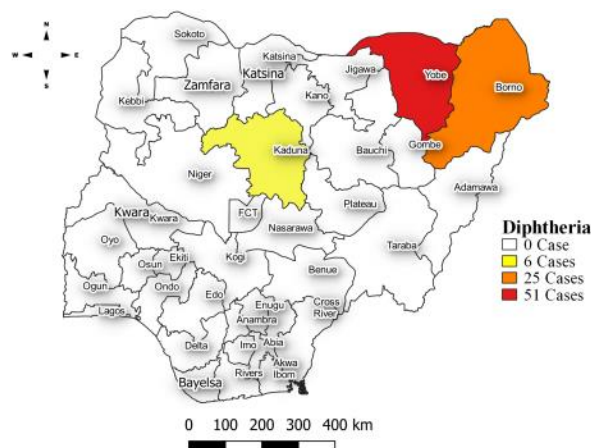 N
W E
S
Sokoto
Katsina
Zamfara
Katsina
Jigawa
Yobe
Borno
Kebbi
Kano
Kaduna
Bauchi
Gombe
Niger
Adamawa
Plateau
Kwara
Kwara
FCT
Nasarawa
Taraba
Oyo
Ekiti
Kogi
Osun
Benue
Ogun
Ondo
Edo
Lagos
Enugu
Cross
River
Anambra
Delta
Imo
Abia
Akwa
Ibom
Bayelsa
Rivers
Diphtheria
0 Case
6 Cases
25 Cases
51 Cases
0 100 200 300 400 km